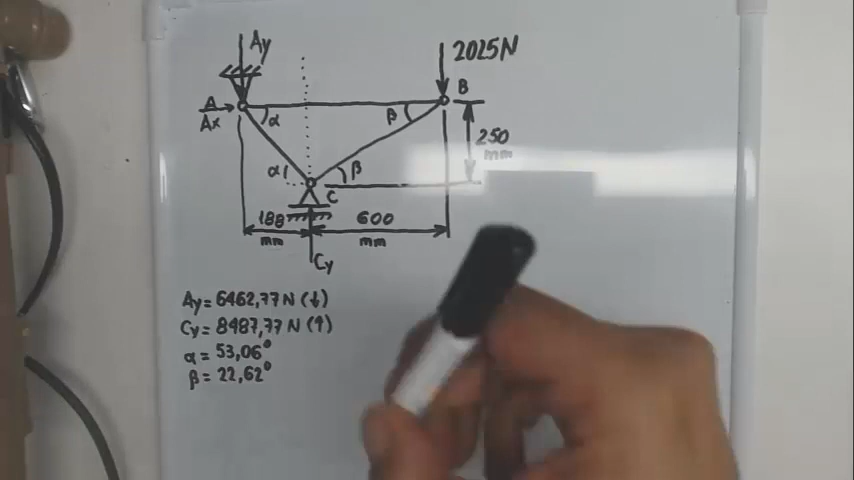 Ay
2025N
B
A
Ax
α
β
250
mm
α
β
C
188
600
mm
mm
Cy
Ay = 6462,77 N (↓)
Cy = 8487,77 N (↑)
α = 53,06°
β = 22,62°